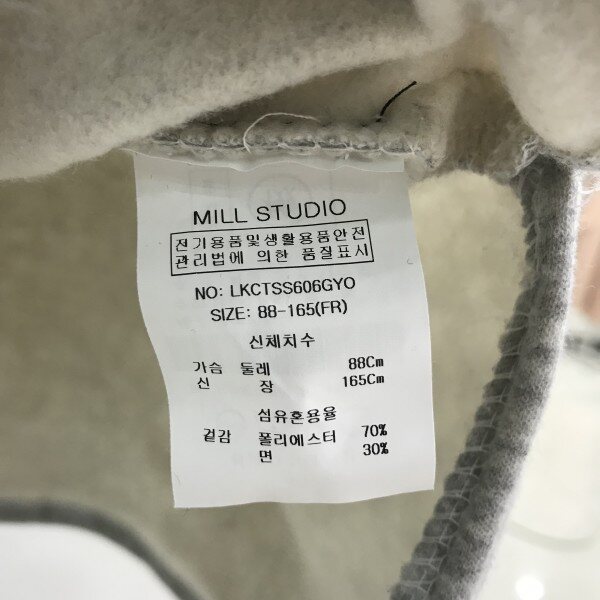 MILL STUDIO
전기용품및생활용품안전
관리법에 의한 품질표시
NO: LKCTSS606GYO
SIZE: 88-165(FR)
신체치수
가슴 둘레 88Cm
신 장 165Cm
섬유혼용율
겉감 폴리에스터 70%
면 30%